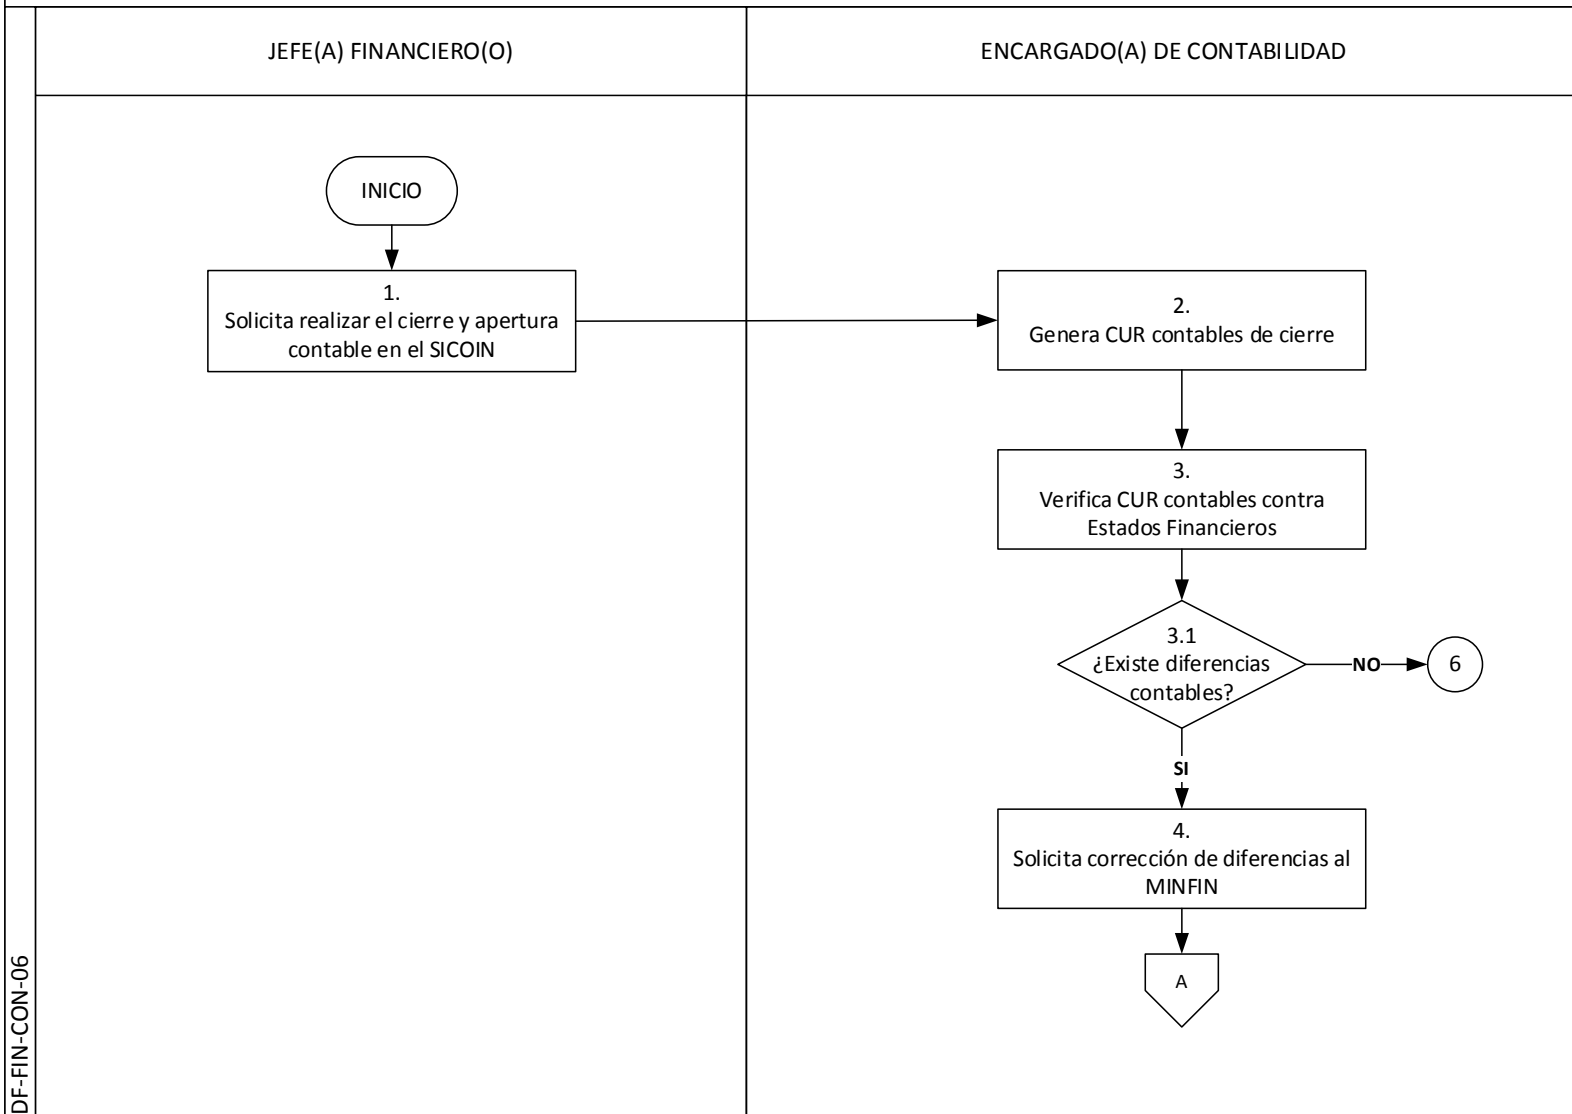 JEFE(A) FINANCIERO(O)
ENCARGADO(A) DE CONTABILIDAD
INICIO
1.
Solicita realizar el cierre y apertura
contable en el SICOIN
2.
Genera CUR contables de cierre
3.
Verifica CUR contables contra
Estados Financieros
3.1
¿Existe diferencias
contables?
NO
6
SI
4.
Solicita corrección de diferencias al
MINFIN
A
DF-FIN-CON-06